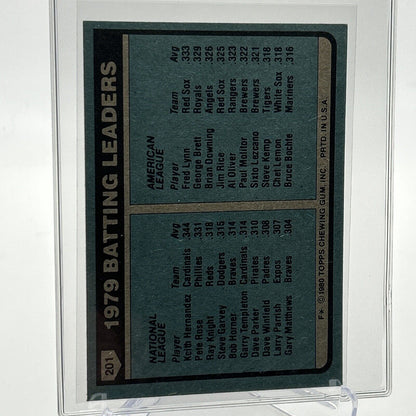 201 1979 BATTING LEADERS
NATIONAL LEAGUE
Player Team Avg
Keith Hernandez Cardinals .344
Pete Rose Phillies .331
Ray Knight Reds .318
Steve Garvey Dodgers .315
Bob Horner Braves .314
Garry Templeton Cardinals .314
Dave Parker Pirates .310
Dave Winfield Padres .308
Larry Parrish Expos .307
Gary Matthews Braves .304
AMERICAN LEAGUE
Player Team Avg
Fred Lynn Red Sox .333
George Brett Royals .329
Brian Downing Angels .326
Jim Rice Red Sox .325
Al Oliver Rangers .323
Paul Molitor Brewers .322
Sixto Lezcano Brewers .321
Steve Kemp Tigers .318
Chet Lemon White Sox .318
Bruce Bochte Mariners .316
F* © 1980 TOPPS CHEWING GUM, INC. PRTD. IN U.S.A.